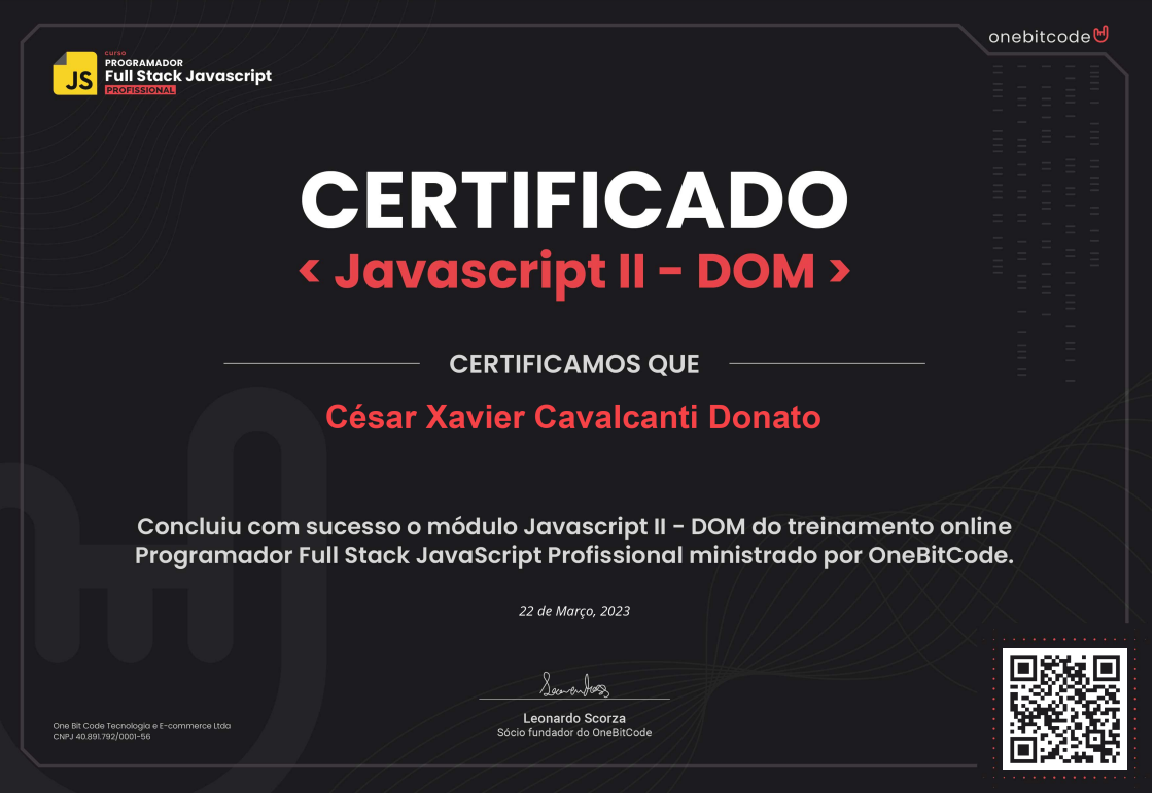 onebitcode
JS
curso
PROGRAMADOR
Full Stack Javascript
PROFISSIONAL
CERTIFICADO
< Javascript II - DOM >
CERTIFICAMOS QUE
César Xavier Cavalcanti Donato
Concluiu com sucesso o módulo Javascript II - DOM do treinamento online
Programador Full Stack JavaScript Profissional ministrado por OneBitCode.
22 de Março, 2023
Leonardo Scorza
Sócio fundador do OneBitCode
One Bit Code Tecnologia e E-commerce Ltda
CNPJ 40.891.792/0001-56